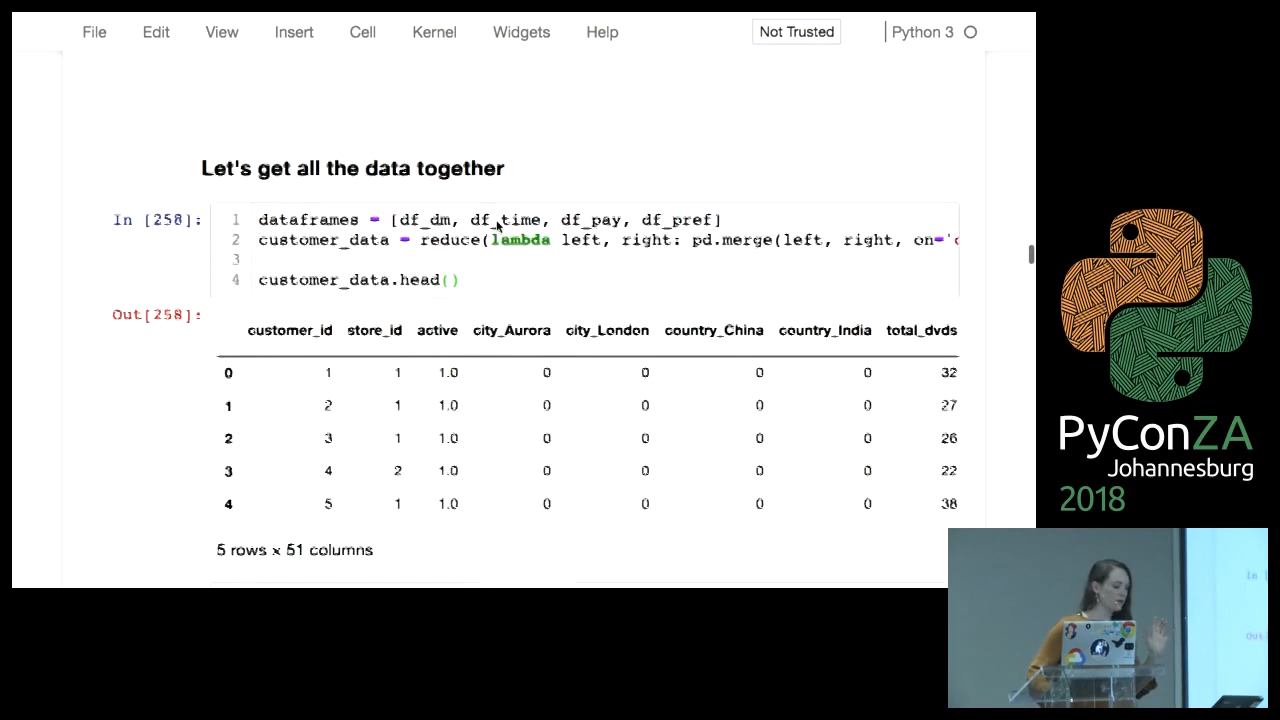 File Edit View Insert Cell Kernel Widgets Help Not Trusted Python 3
Let's get all the data together
In [258]:
1 dataframes = [df_dm, df_time, df_pay, df_pref]
2 customer_data = reduce(lambda left, right: pd.merge(left, right, on='c
3
4 customer_data.head()
Out[258]:
customer_id store_id active city_Aurora city_London country_China country_India total_dvds
0 1 1 1.0 0 0 0 0 32
1 2 1 1.0 0 0 0 0 27
2 3 1 1.0 0 0 0 0 26
3 4 2 1.0 0 0 0 0 22
4 5 1 1.0 0 0 0 0 38
5 rows × 51 columns
PyConZA
Johannesburg
2018
In [
Out[